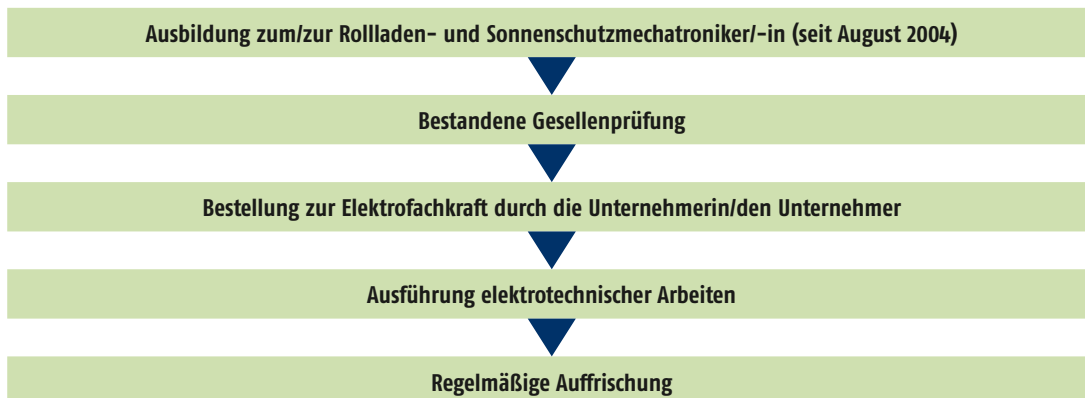 Ausbildung zum/zur Rollladen- und Sonnenschutzmechatroniker/-in (seit August 2004)
Bestandene Gesellenprüfung
Bestellung zur Elektrofachkraft durch die Unternehmerin/den Unternehmer
Ausführung elektrotechnischer Arbeiten
Regelmäßige Auffrischung